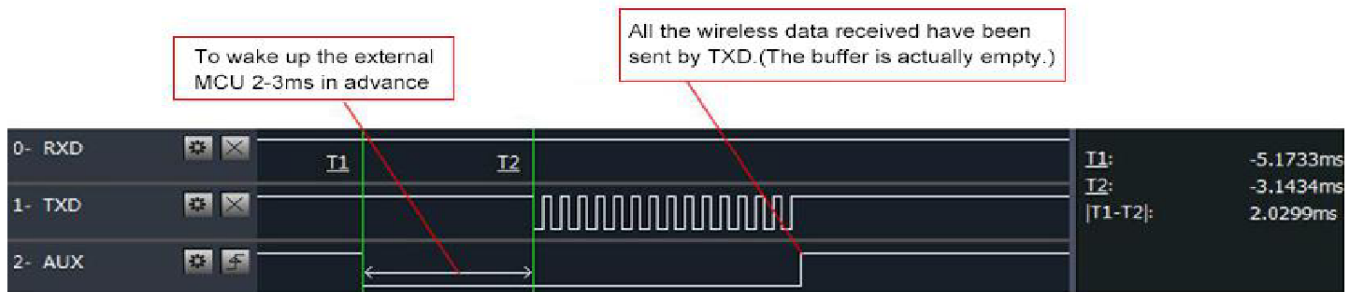 To wake up the external
MCU 2-3ms in advance
All the wireless data received have been
sent by TXD.(The buffer is actually empty.)
0- RXD
T1
T2
1- TXD
2- AUX
T1: -5.1733ms
T2: -3.1434ms
|T1-T2|: 2.0299ms